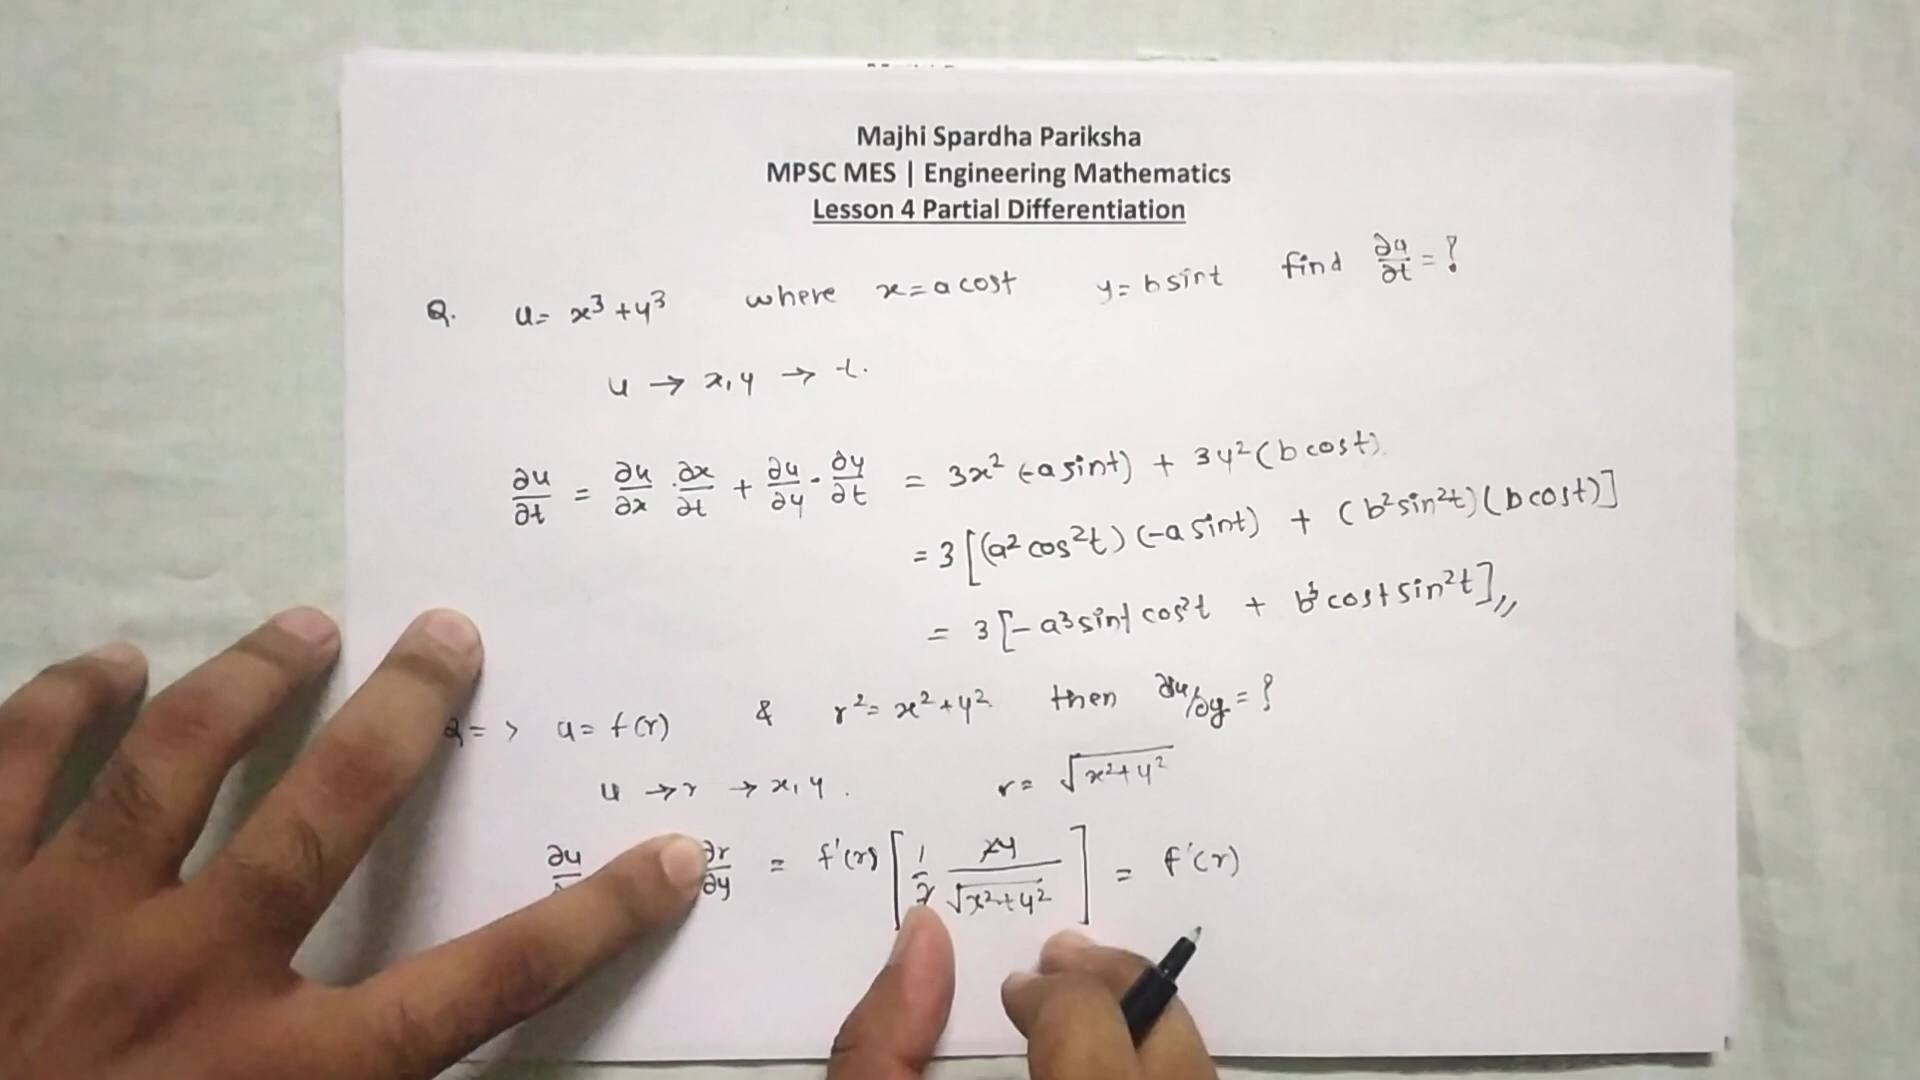 Majhi Spardha Pariksha
MPSC MES | Engineering Mathematics
Lesson 4 Partial Differentiation
Q. u= x³+y³ where x=a cost y= b sint find ∂u/∂t = ?
u → x,y → t.
∂u/∂t = ∂u/∂x . ∂x/∂t + ∂u/∂y . ∂y/∂t = 3x² (-a sint) + 3y² (b cost)
= 3 [(a² cos²t) (-a sint) + (b² sin²t) (b cost)]
= 3 [- a³ sint cos²t + b³ cost sin²t],,
u= f(r) & r²= x²+y² then ∂u/∂y = ?
u → r → x,y . r= √x²+y²
∂u ∂r/∂y = f'(r) [1/2 2y/√x²+y²] = f'(r)